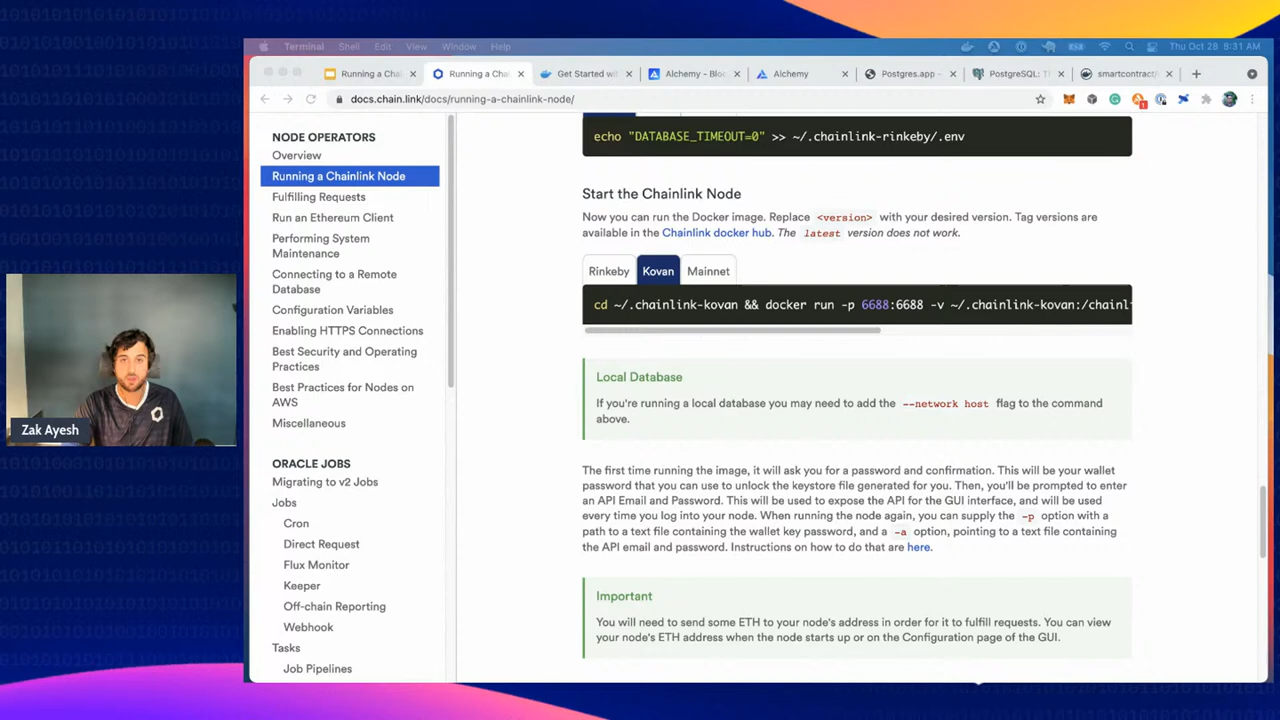 Terminal Shell Edit View Window Help Thu Oct 28 8:31 AM
Running a Chai Running a Cha Get Started wi Alchemy - Bloc Alchemy Postgres.app - PostgreSQL: Th smartcontract/
docs.chain.link/docs/running-a-chainlink-node/
NODE OPERATORS
Overview
Running a Chainlink Node
Fulfilling Requests
Run an Ethereum Client
Performing System
Maintenance
Connecting to a Remote
Database
Configuration Variables
Enabling HTTPS Connections
Best Security and Operating
Practices
Best Practices for Nodes on
AWS
Miscellaneous
ORACLE JOBS
Migrating to v2 Jobs
Jobs
Cron
Direct Request
Flux Monitor
Keeper
Off-chain Reporting
Webhook
Tasks
Job Pipelines
echo "DATABASE_TIMEOUT=0" >> ~/.chainlink-rinkeby/.env
Start the Chainlink Node
Now you can run the Docker image. Replace <version> with your desired version. Tag versions are
available in the Chainlink docker hub. The latest version does not work.
Rinkeby Kovan Mainnet
cd ~/.chainlink-kovan && docker run -p 6688:6688 -v ~/.chainlink-kovan:/chainl
Local Database
If you're running a local database you may need to add the --network host flag to the command
above.
The first time running the image, it will ask you for a password and confirmation. This will be your wallet
password that you can use to unlock the keystore file generated for you. Then, you'll be prompted to enter
an API Email and Password. This will be used to expose the API for the GUI interface, and will be used
every time you log into your node. When running the node again, you can supply the -p option with a
path to a text file containing the wallet key password, and a -a option, pointing to a text file containing
the API email and password. Instructions on how to do that are here.
Important
You will need to send some ETH to your node's address in order for it to fulfill requests. You can view
your node's ETH address when the node starts up or on the Configuration page of the GUI.
Zak Ayesh